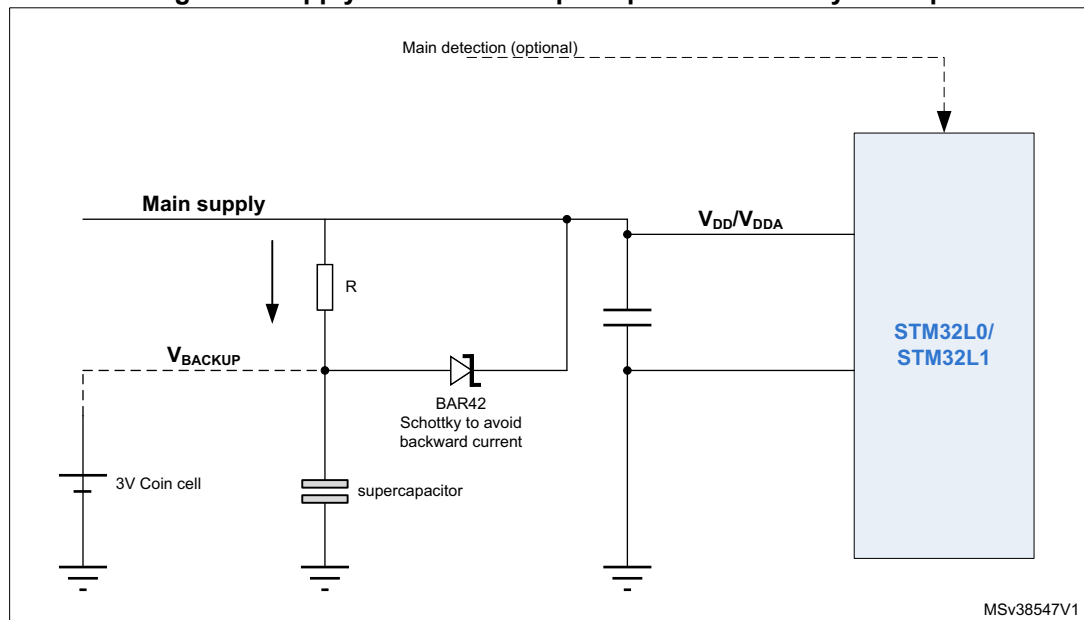 Main detection (optional)
Main supply
VDD/VDDA
R
STM32L0/
STM32L1
VBACKUP
BAR42
Schottky to avoid
backward current
3V Coin cell
supercapacitor
MSv38547V1